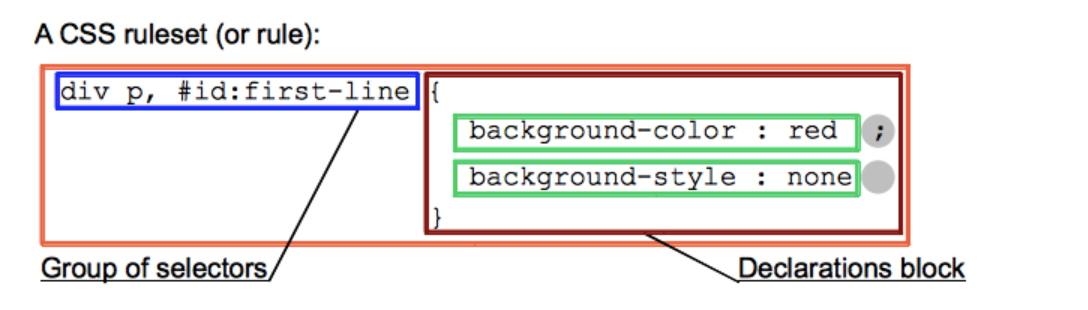 A CSS ruleset (or rule):
div p, #id:first-line {
background-color : red ;
background-style : none
}
Group of selectors
Declarations block